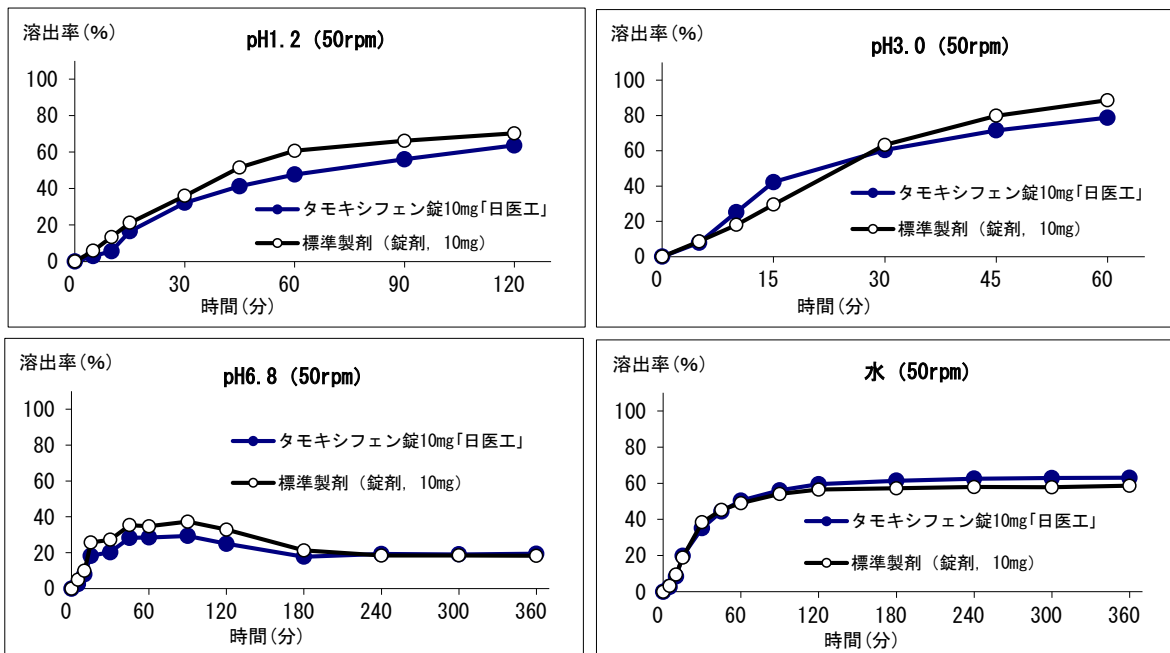 溶出率(%)
pH1.2 (50rpm)
100
80
60
40
20
0
タモキシフェン錠10mg「日医工」
標準製剤（錠剤, 10mg）
0 30 60 90 120
時間(分)
溶出率(%)
pH3.0 (50rpm)
100
80
60
40
20
0
タモキシフェン錠10mg「日医工」
標準製剤（錠剤, 10mg）
0 15 30 45 60
時間(分)
溶出率(%)
pH6.8 (50rpm)
100
80
60
40
20
0
タモキシフェン錠10mg「日医工」
標準製剤（錠剤, 10mg）
0 60 120 180 240 300 360
時間(分)
溶出率(%)
水 (50rpm)
100
80
60
40
20
0
タモキシフェン錠10mg「日医工」
標準製剤（錠剤, 10mg）
0 60 120 180 240 300 360
時間(分)